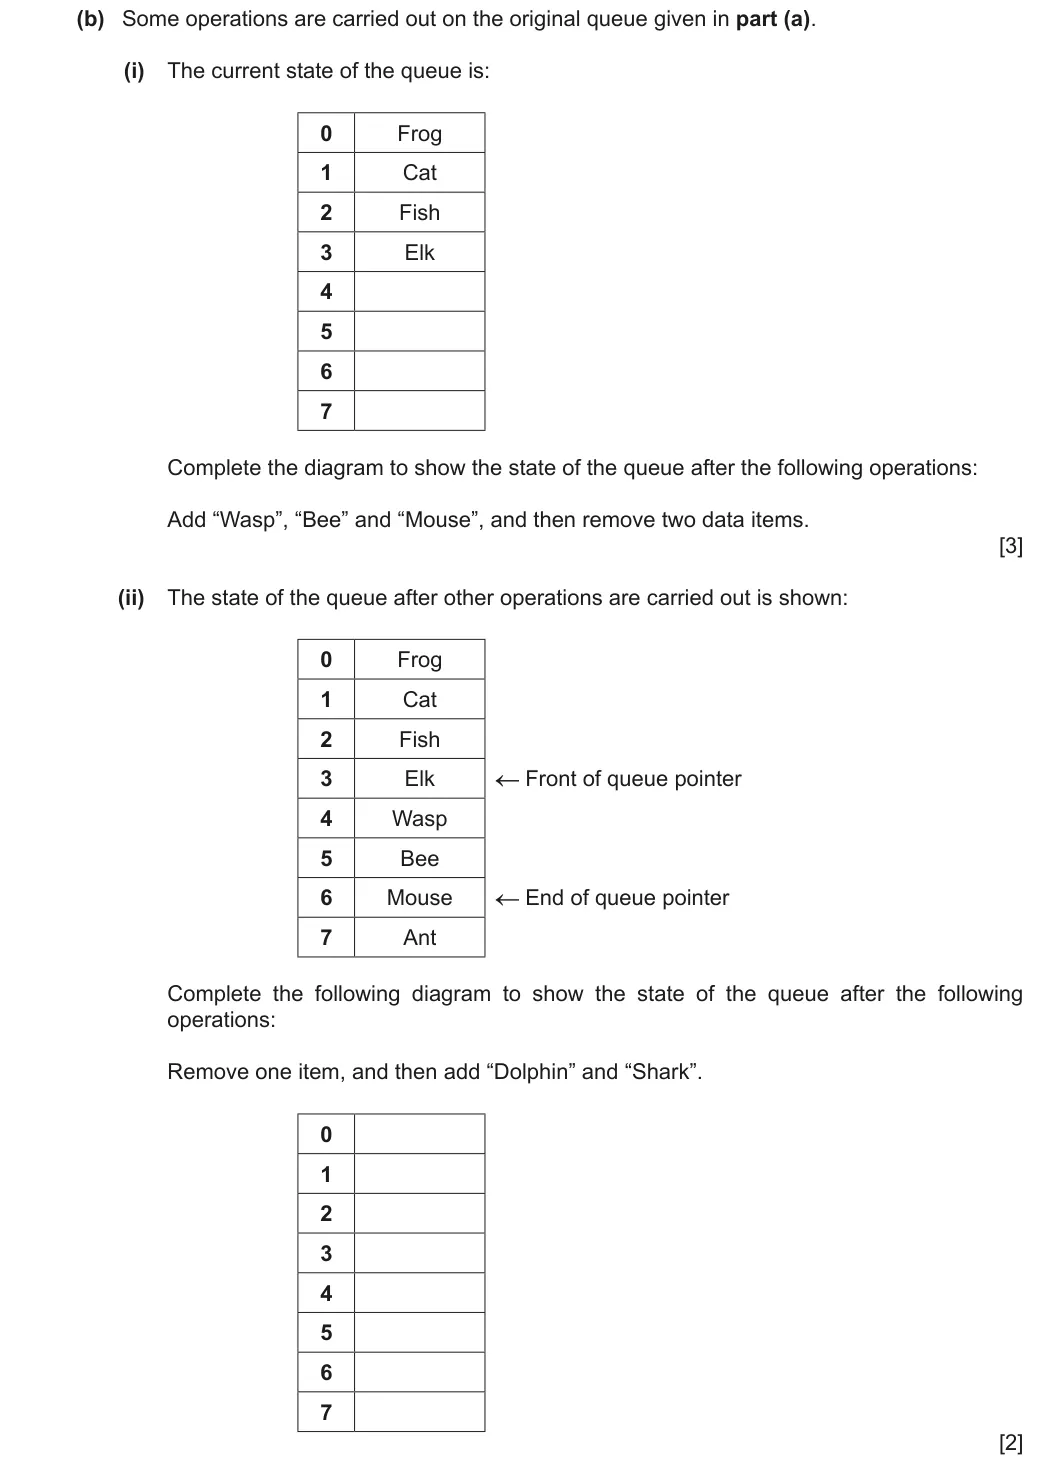 (b) Some operations are carried out on the original queue given in part (a).
(i) The current state of the queue is:
0 Frog
1 Cat
2 Fish
3 Elk
4
5
6
7
Complete the diagram to show the state of the queue after the following operations:
Add “Wasp”, “Bee” and “Mouse”, and then remove two data items.
[3]
(ii) The state of the queue after other operations are carried out is shown:
0 Frog
1 Cat
2 Fish
3 Elk ← Front of queue pointer
4 Wasp
5 Bee
6 Mouse ← End of queue pointer
7 Ant
Complete the following diagram to show the state of the queue after the following
operations:
Remove one item, and then add “Dolphin” and “Shark”.
0
1
2
3
4
5
6
7
[2]